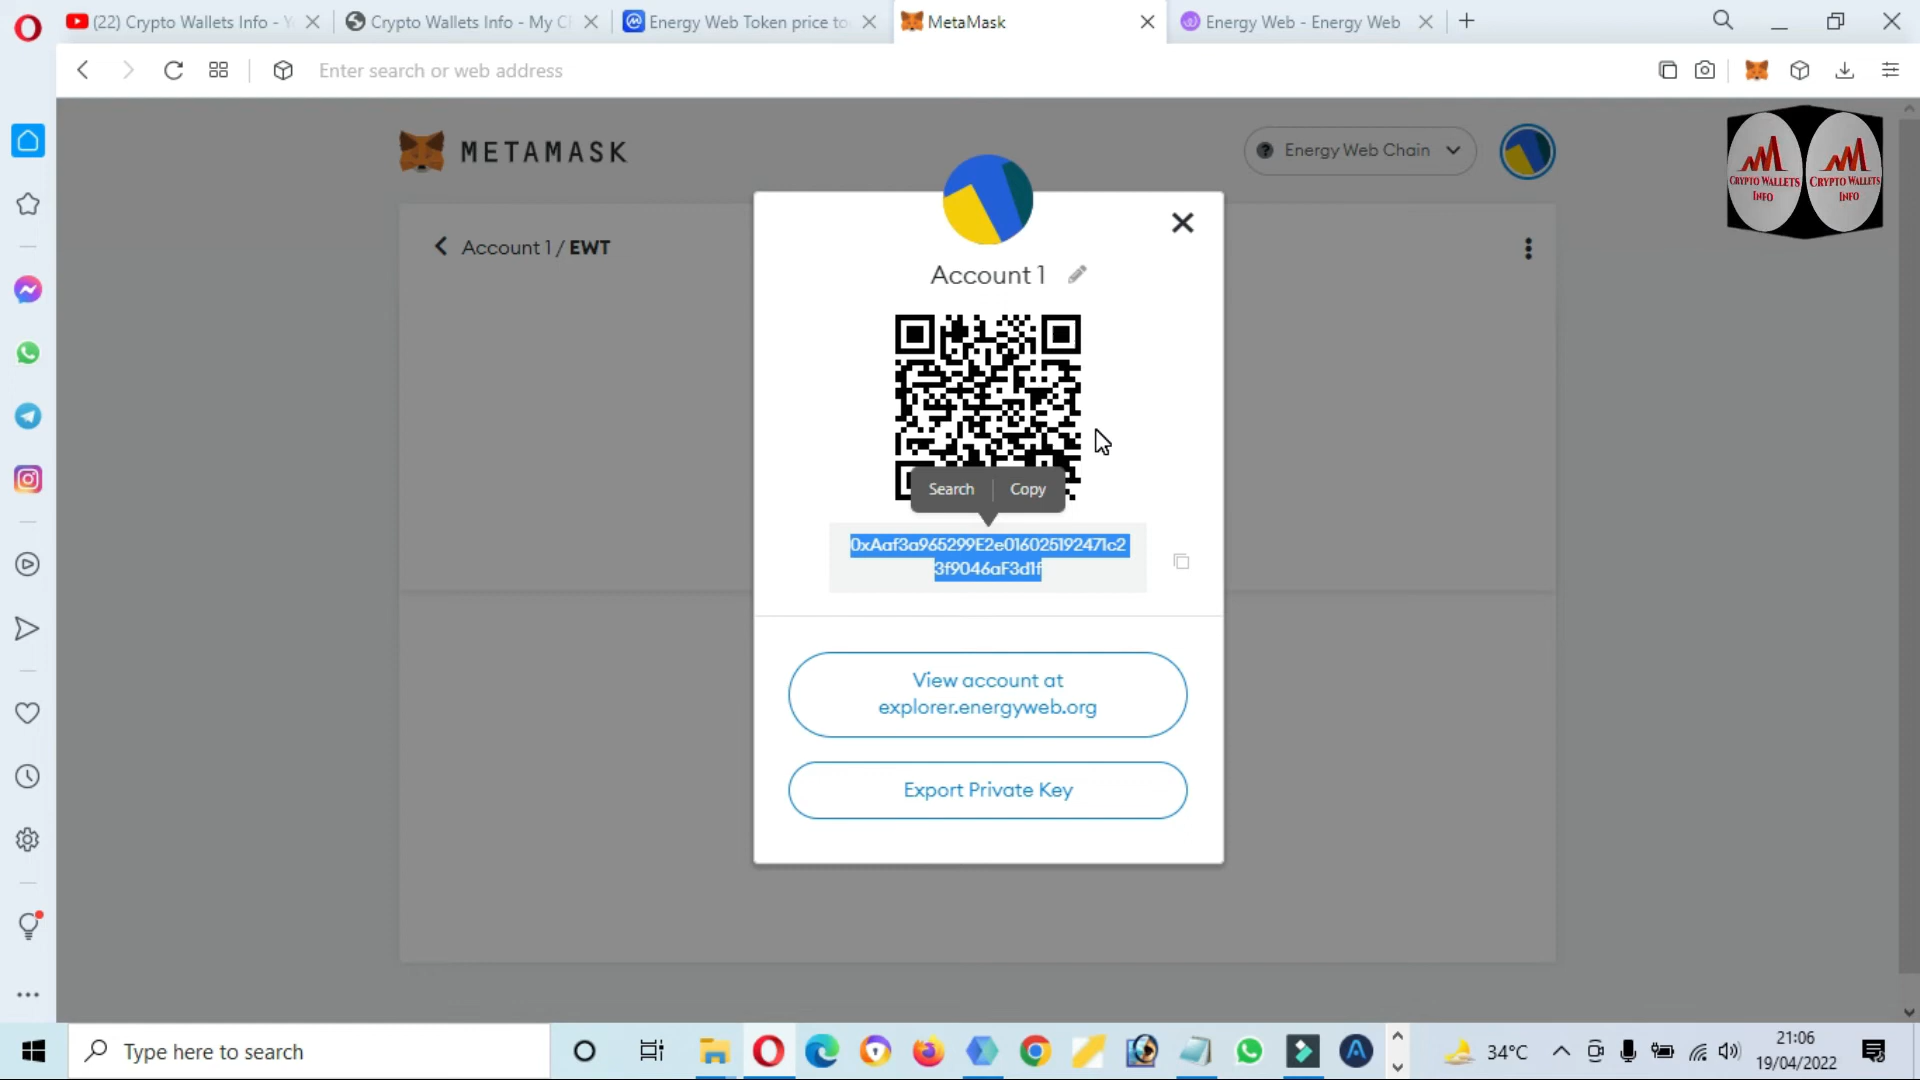 (22) Crypto Wallets Info - Y
Crypto Wallets Info - My C
Energy Web Token price to
MetaMask
Energy Web - Energy Web
Enter search or web address
METAMASK
Energy Web Chain
CRYPTO WALLETS
INFO
CRYPTO WALLETS
INFO
Account 1 / EWT
Account 1
Search
Copy
0xAaf3a965299E2e016025192471c2
3f9046aF3d1f
View account at
explorer.energyweb.org
Export Private Key
Type here to search
34°C
21:06
19/04/2022